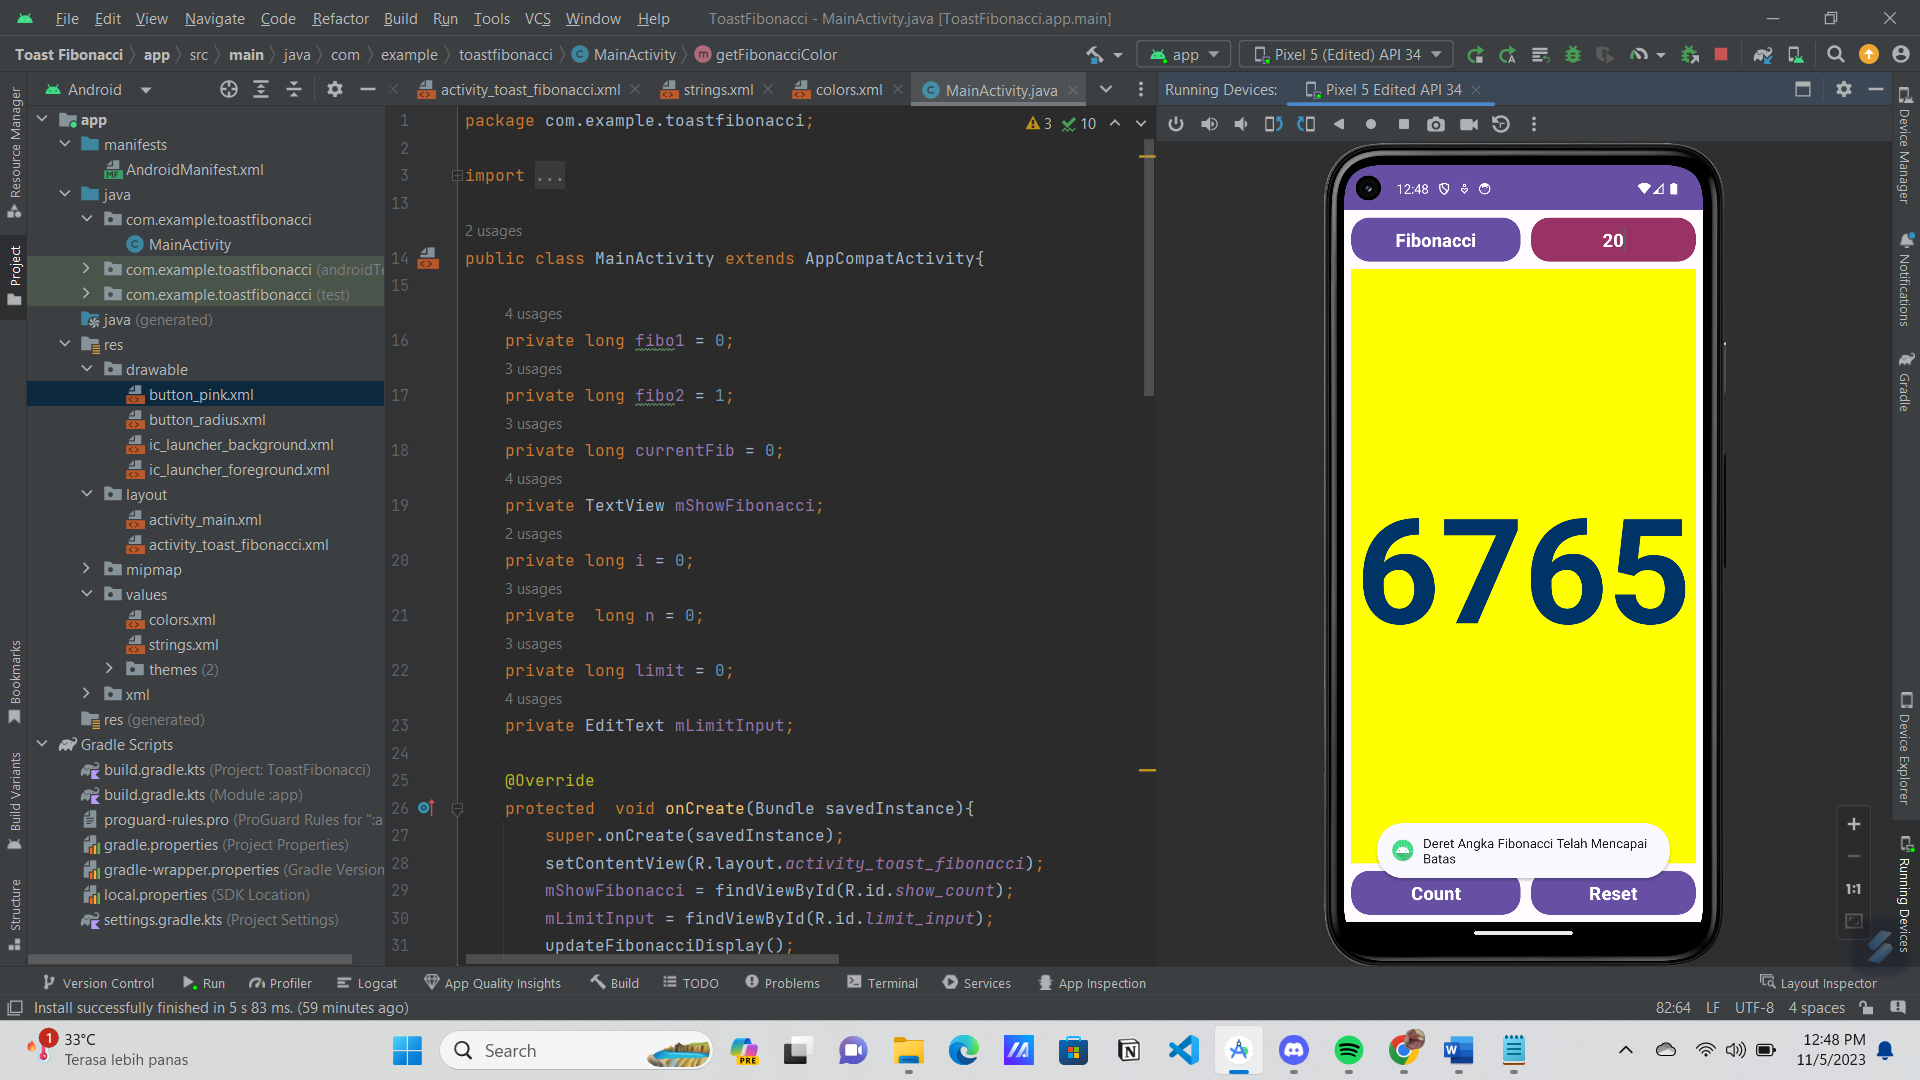 File Edit View Navigate Code Refactor Build Run Tools VCS Window Help ToastFibonacci - MainActivity.java [ToastFibonacci.app.main]
Toast Fibonacci app src main java com example toastfibonacci MainActivity getFibonacciColor app Pixel 5 (Edited) API 34
Android activity_toast_fibonacci.xml strings.xml colors.xml MainActivity.java Running Devices: Pixel 5 Edited API 34
Resource Manager
Project
Bookmarks
Build Variants
Structure
app
manifests
AndroidManifest.xml
java
com.example.toastfibonacci
MainActivity
com.example.toastfibonacci (androidTe
com.example.toastfibonacci (test)
java (generated)
res
drawable
button_pink.xml
button_radius.xml
ic_launcher_background.xml
ic_launcher_foreground.xml
layout
activity_main.xml
activity_toast_fibonacci.xml
mipmap
values
colors.xml
strings.xml
themes (2)
xml
res (generated)
Gradle Scripts
build.gradle.kts (Project: ToastFibonacci)
build.gradle.kts (Module :app)
proguard-rules.pro (ProGuard Rules for ":a
gradle.properties (Project Properties)
gradle-wrapper.properties (Gradle Version
local.properties (SDK Location)
settings.gradle.kts (Project Settings)
3 10
1 package com.example.toastfibonacci;
2
3 import ...
13
2 usages
14 public class MainActivity extends AppCompatActivity{
15
4 usages
16 private long fibo1 = 0;
3 usages
17 private long fibo2 = 1;
3 usages
18 private long currentFib = 0;
4 usages
19 private TextView mShowFibonacci;
2 usages
20 private long i = 0;
3 usages
21 private  long n = 0;
3 usages
22 private long limit = 0;
4 usages
23 private EditText mLimitInput;
24
25 @Override
26 protected  void onCreate(Bundle savedInstance){
27 super.onCreate(savedInstance);
28 setContentView(R.layout.activity_toast_fibonacci);
29 mShowFibonacci = findViewById(R.id.show_count);
30 mLimitInput = findViewById(R.id.limit_input);
31 updateFibonacciDisplay();
12:48
Fibonacci 20
6765
Deret Angka Fibonacci Telah Mencapai
Batas
Count Reset
1:1
Device Manager
Notifications
Gradle
Device Explorer
Running Devices
Version Control Run Profiler Logcat App Quality Insights Build TODO Problems Terminal Services App Inspection Layout Inspector
Install successfully finished in 5 s 83 ms. (59 minutes ago) 82:64 LF UTF-8 4 spaces
1 33°C
Terasa lebih panas
Search
PRE
12:48 PM
11/5/2023